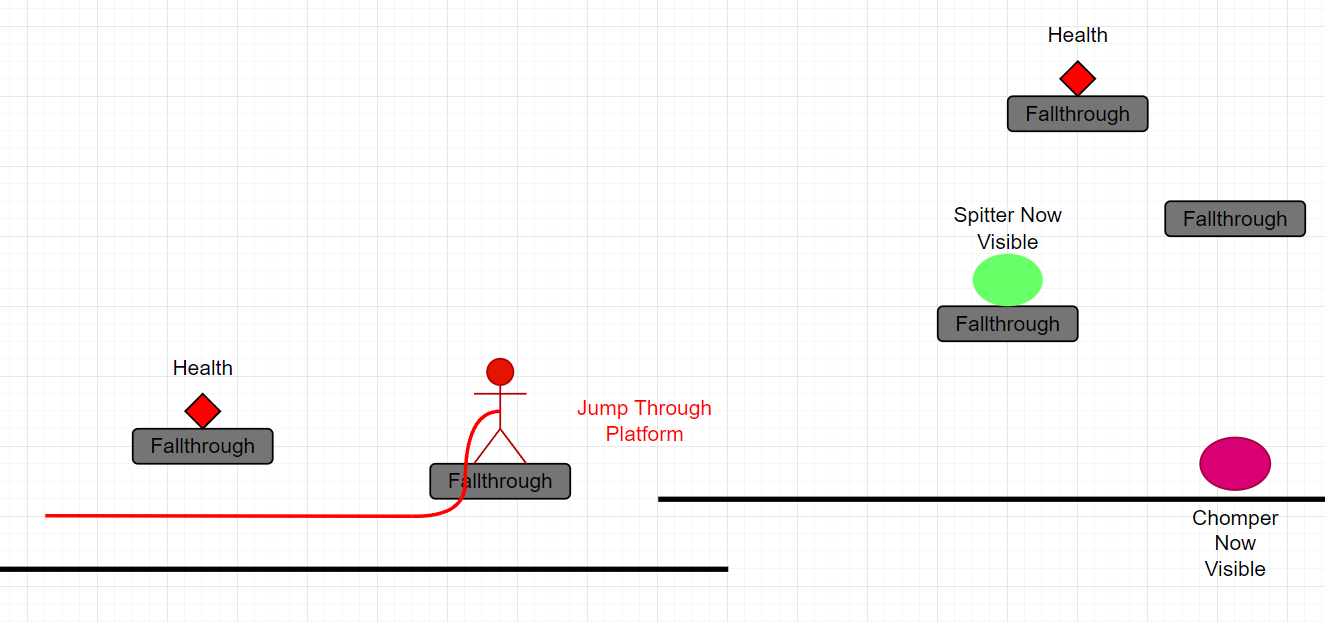 Health
Fallthrough
Fallthrough
Spitter Now
Visible
Fallthrough
Health
Fallthrough
Jump Through
Platform
Fallthrough
Chomper
Now
Visible